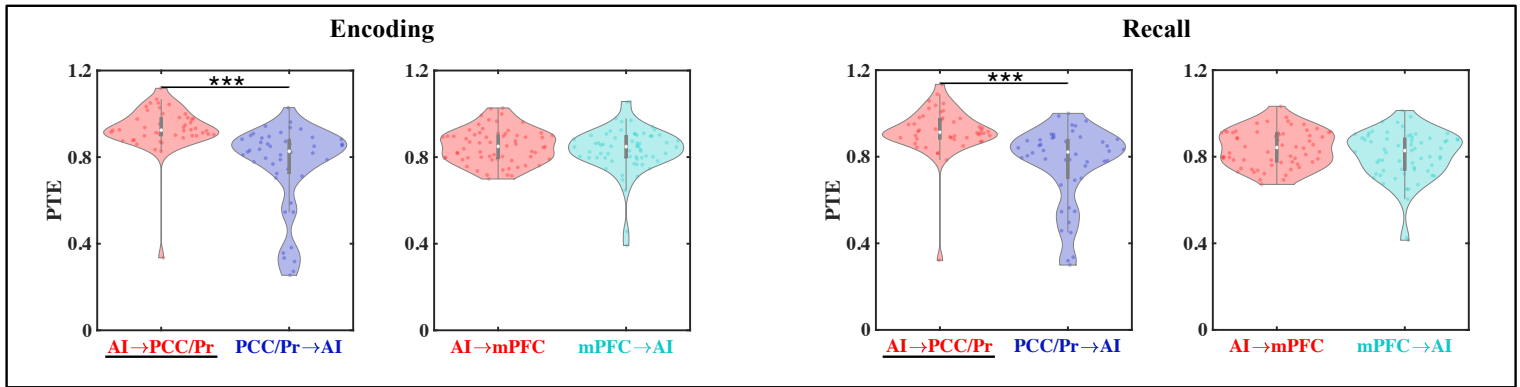 Encoding
Recall
1.2
0.8
0.4
0
PTE
***
AI→PCC/Pr
PCC/Pr→AI
1.2
0.8
0.4
0
AI→mPFC
mPFC→AI
1.2
0.8
0.4
0
PTE
***
AI→PCC/Pr
PCC/Pr→AI
1.2
0.8
0.4
0
AI→mPFC
mPFC→AI